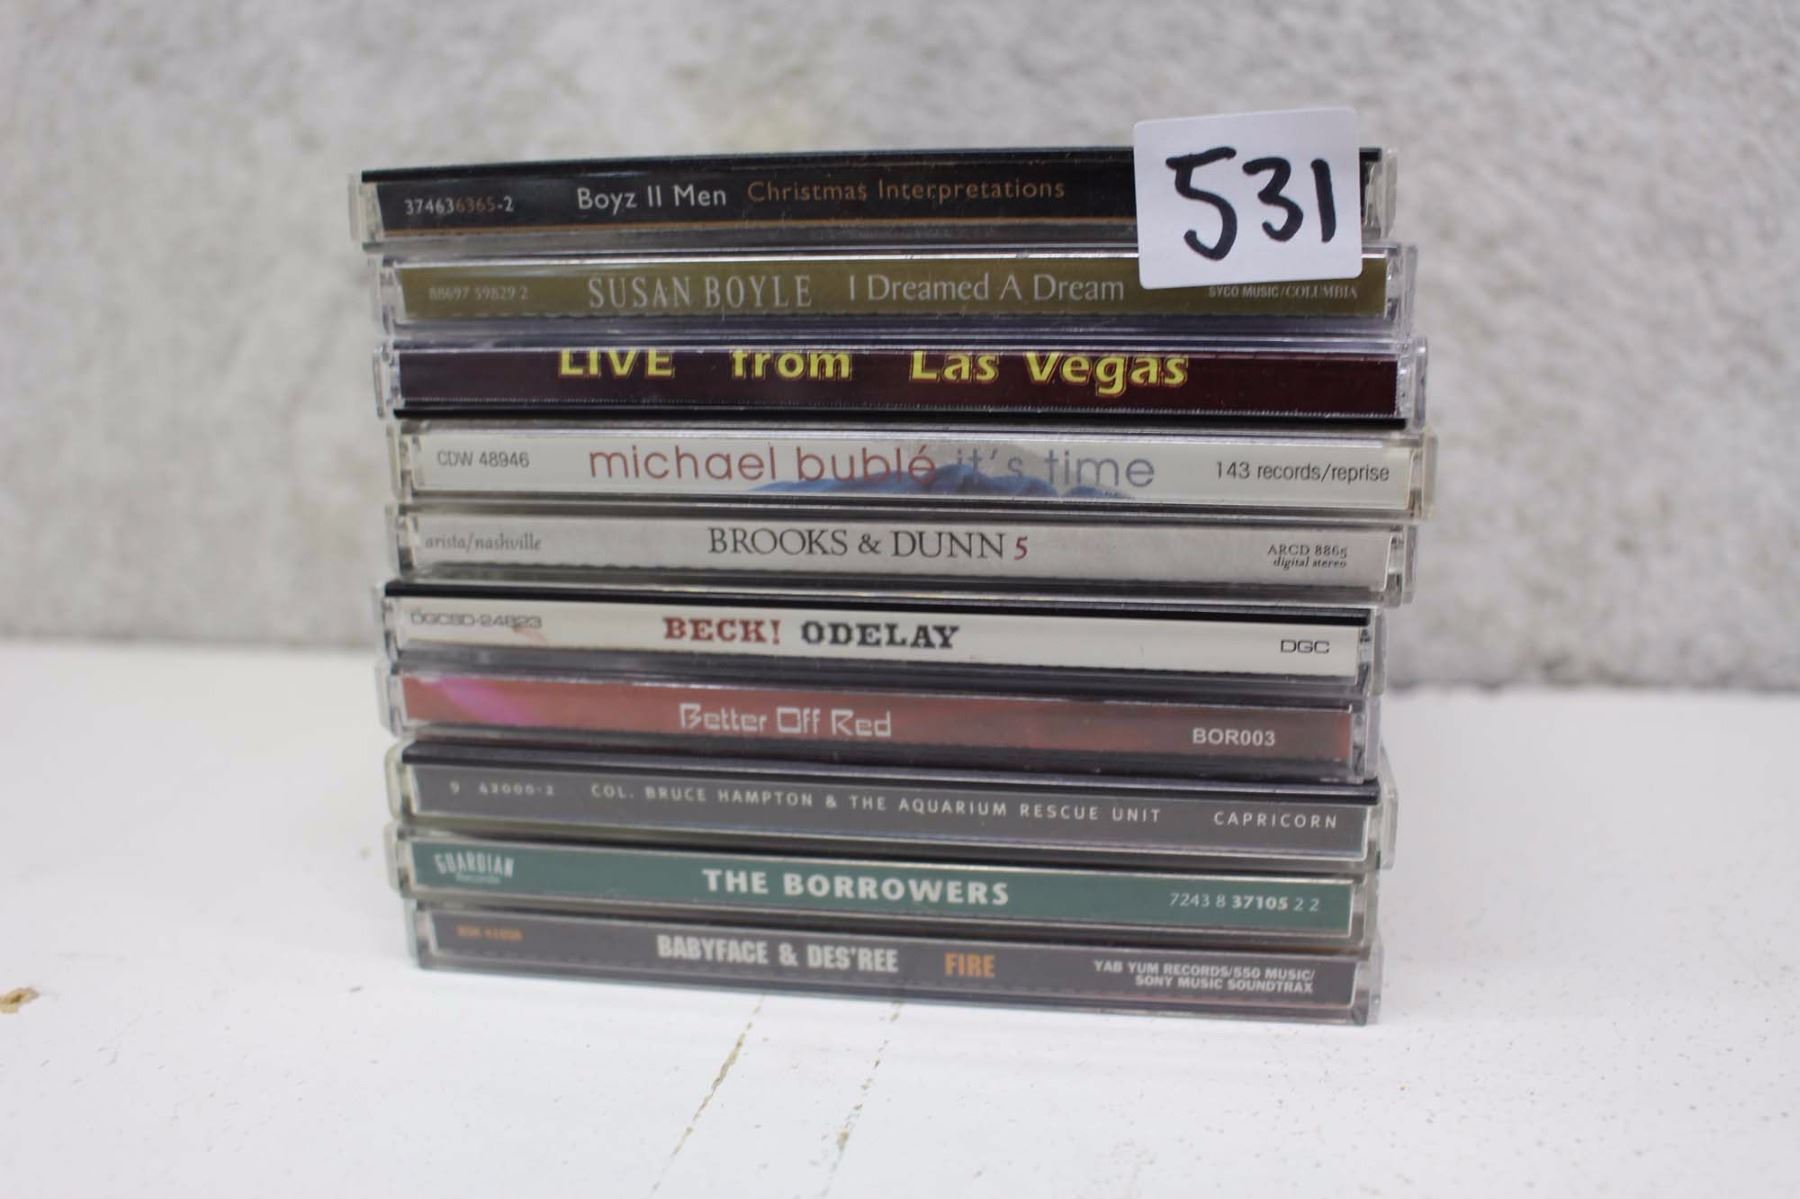 531
374636365-2 Boyz II Men Christmas Interpretations
88697 59829 2 SUSAN BOYLE I Dreamed A Dream SYCO MUSIC/COLUMBIA
LIVE from Las Vegas
CDW 48946 michael bublé it's time 143 records/reprise
arista/nashville BROOKS & DUNN 5 ARCD 8865
digital stereo
DGCSD-24823 BECK! ODELAY DGC
Better Off Red BOR003
9 42000-2 COL. BRUCE HAMPTON & THE AQUARIUM RESCUE UNIT CAPRICORN
GUARDIAN
Records
THE BORROWERS 7243 8 37105 2 2
BABYFACE & DES'REE FIRE YAB YUM RECORDS/550 MUSIC/
SONY MUSIC SOUNDTRAX